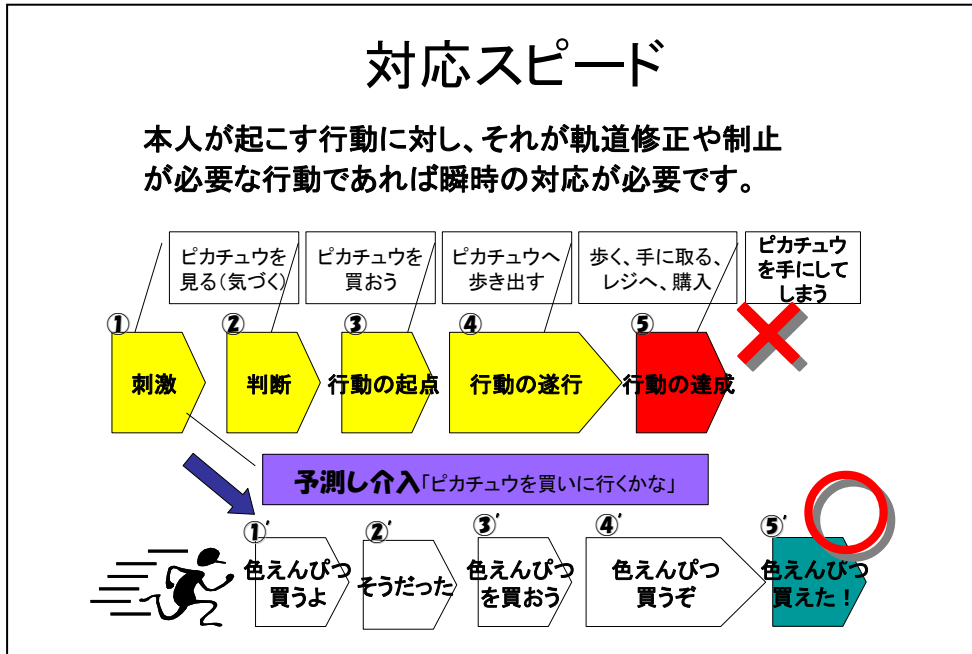 対応スピード
本人が起こす行動に対し、それが軌道修正や制止
が必要な行動であれば瞬時の対応が必要です。
ピカチュウを
見る(気づく)
ピカチュウを
買おう
ピカチュウへ
歩き出す
歩く、手に取る、
レジへ、購入
ピカチュウ
を手にして
しまう
①
刺激
②
判断
③
行動の起点
④
行動の遂行
⑤
行動の達成
予測し介入「ピカチュウを買いに行くかな」
①’
色えんぴつ
買うよ
②’
そうだった
③’
色えんぴつ
を買おう
④’
色えんぴつ
買うぞ
⑤’
色えんぴつ
買えた！